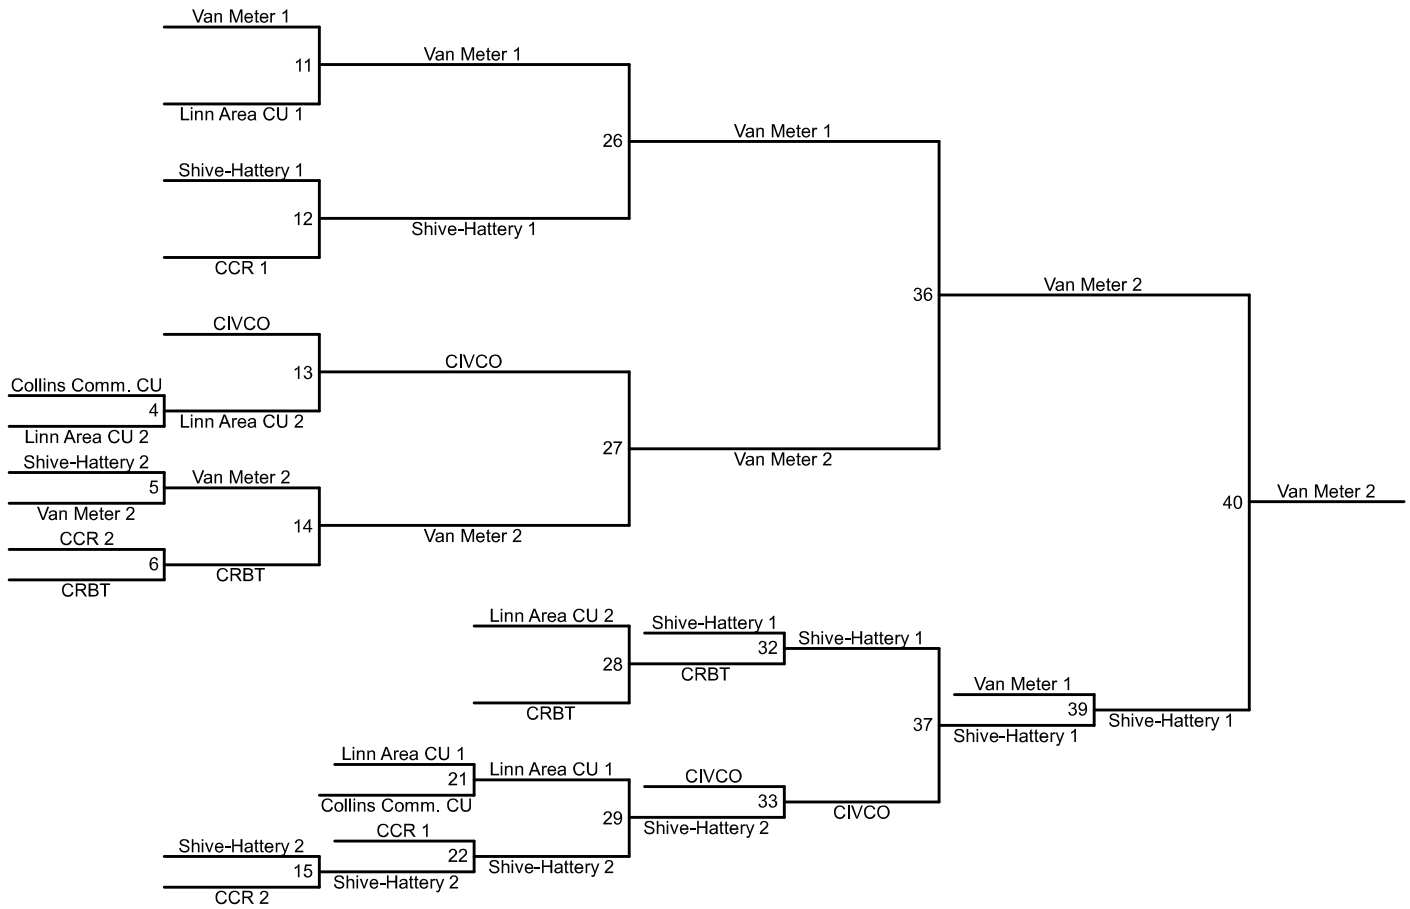 Van Meter 1
11
Van Meter 1
Linn Area CU 1
26
Van Meter 1
Shive-Hattery 1
12
Shive-Hattery 1
CCR 1
36
Van Meter 2
CIVCO
13
CIVCO
Collins Comm. CU
4
Linn Area CU 2
Linn Area CU 2
27
Van Meter 2
Shive-Hattery 2
5
Van Meter 2
Van Meter 2
14
Van Meter 2
CCR 2
6
CRBT
CRBT
40
Van Meter 2
Linn Area CU 2
28
Shive-Hattery 1
32
Shive-Hattery 1
CRBT
CRBT
37
Van Meter 1
39
Shive-Hattery 1
Shive-Hattery 1
Linn Area CU 1
21
Linn Area CU 1
Collins Comm. CU
29
CIVCO
33
CIVCO
Shive-Hattery 2
CCR 1
22
Shive-Hattery 2
Shive-Hattery 2
15
Shive-Hattery 2
CCR 2